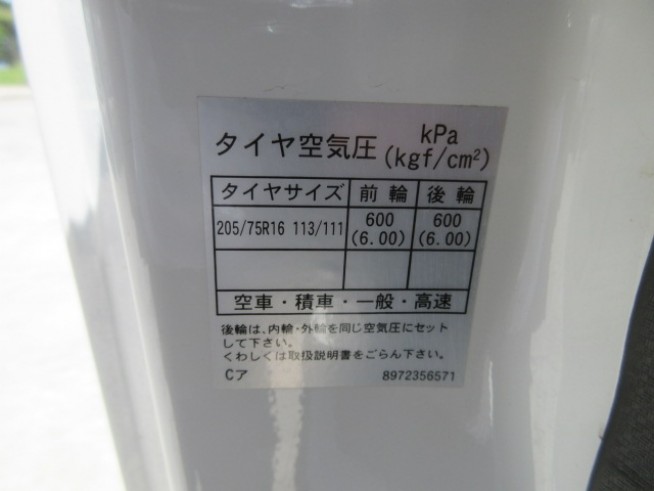 タイヤ空気圧 kPa
(kgf/cm²)
タイヤサイズ 前輪 後輪
205/75R16 113/111 600 600
(6.00) (6.00)
空車・積車・一般・高速
後輪は、内輪・外輪を同じ空気圧にセット
して下さい。
くわしくは取扱説明書をごらん下さい。
Cア 8972356571